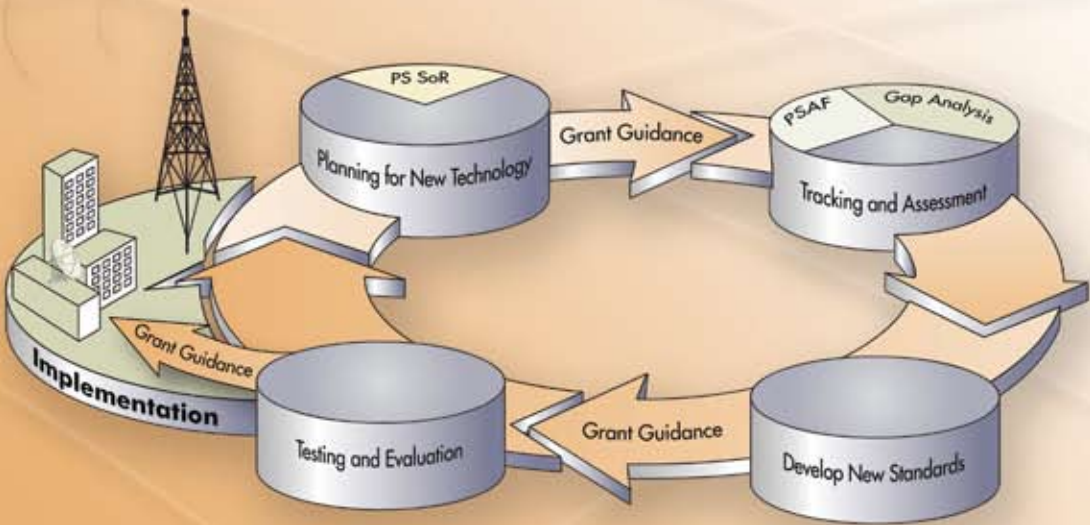 PS SoR
Planning for New Technology
Grant Guidance
PSAF
Gap Analysis
Tracking and Assessment
Grant Guidance
Implementation
Testing and Evaluation
Grant Guidance
Develop New Standards